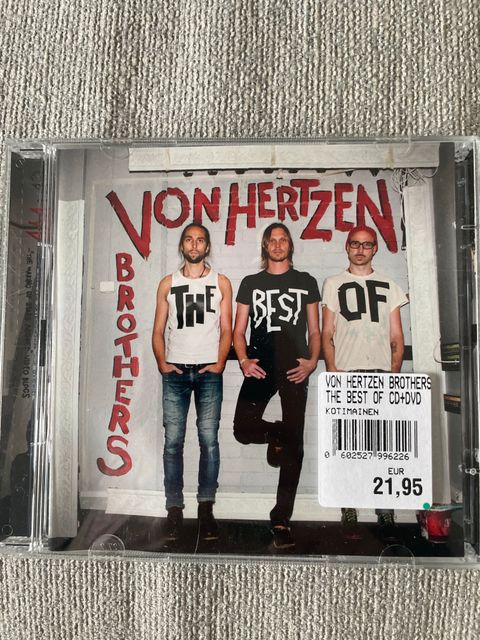 VON HERTZEN
BROTHERS
THE
BEST
OF
VON HERTZEN BROTHERS
THE BEST OF CD+DVD
KOTIMAINEN
0 602527 996226
EUR
21,95